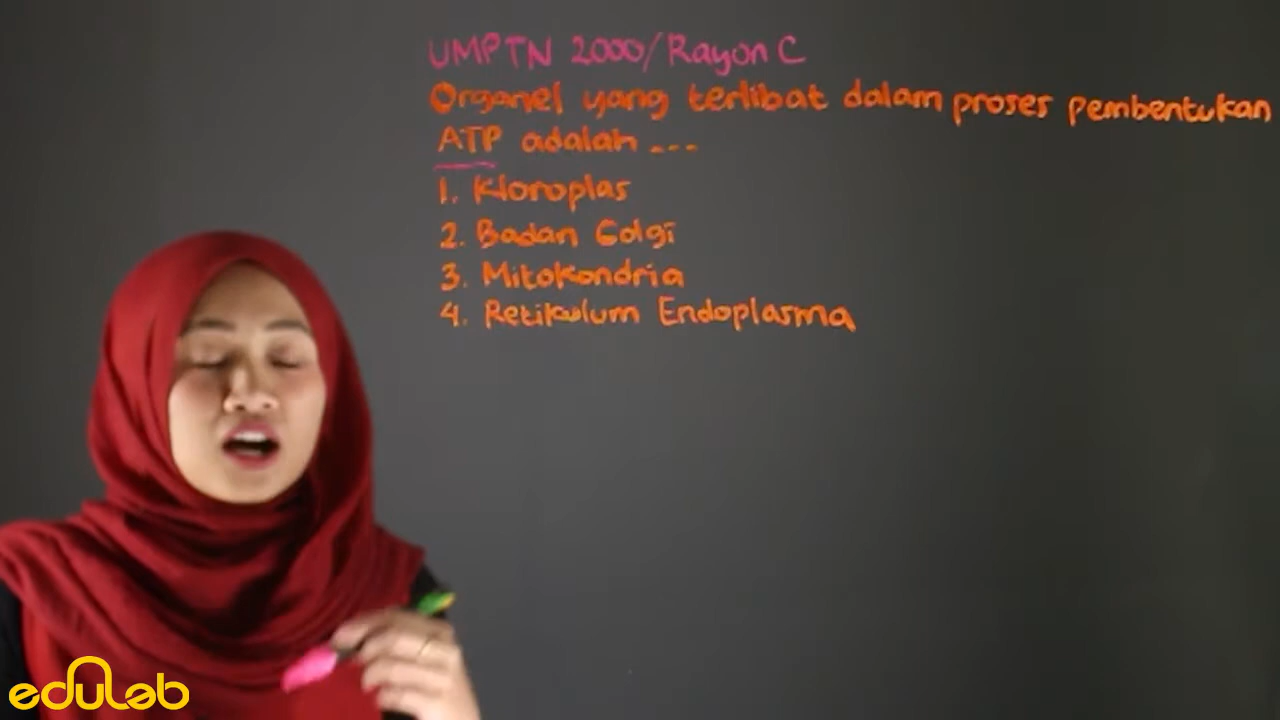 UMPTN 2000/Rayon C
Organel yang terlibat dalam proses pembentukan
ATP adalah ...
1. Kloroplas
2. Badan Golgi
3. Mitokondria
4. Retikulum Endoplasma
edulab